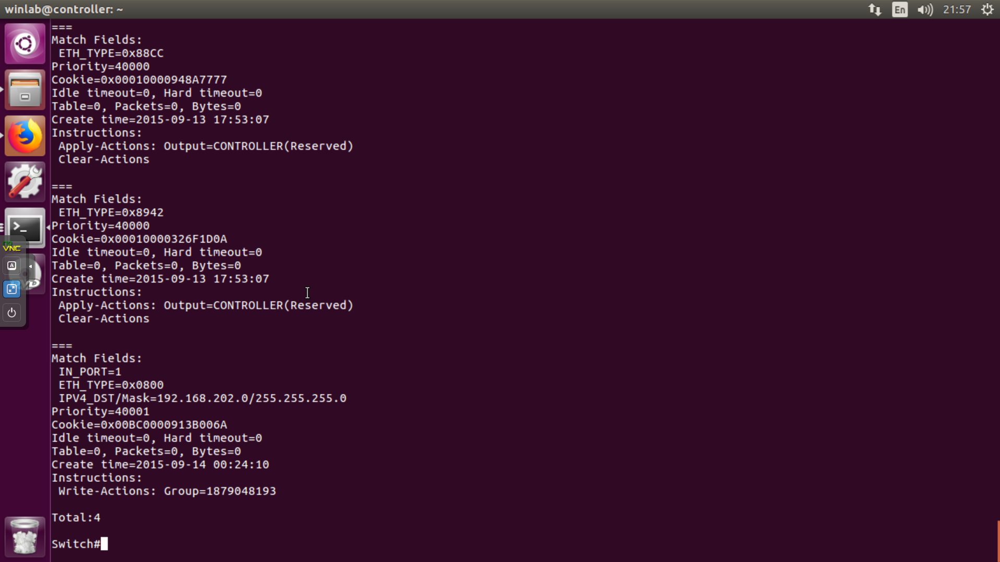 winlab@controller: ~
En
21:57
===
Match Fields:
 ETH_TYPE=0x88CC
Priority=40000
Cookie=0x00010000948A7777
Idle timeout=0, Hard timeout=0
Table=0, Packets=0, Bytes=0
Create time=2015-09-13 17:53:07
Instructions:
 Apply-Actions: Output=CONTROLLER(Reserved)
 Clear-Actions
===
Match Fields:
 ETH_TYPE=0x8942
Priority=40000
Cookie=0x00010000326F1D0A
Idle timeout=0, Hard timeout=0
Table=0, Packets=0, Bytes=0
Create time=2015-09-13 17:53:07
Instructions:
 Apply-Actions: Output=CONTROLLER(Reserved)
 Clear-Actions
===
Match Fields:
 IN_PORT=1
 ETH_TYPE=0x0800
 IPV4_DST/Mask=192.168.202.0/255.255.255.0
Priority=40001
Cookie=0x00BC0000913B006A
Idle timeout=0, Hard timeout=0
Table=0, Packets=0, Bytes=0
Create time=2015-09-14 00:24:10
Instructions:
 Write-Actions: Group=1879048193
Total:4
Switch#
>_
no
VNC
A